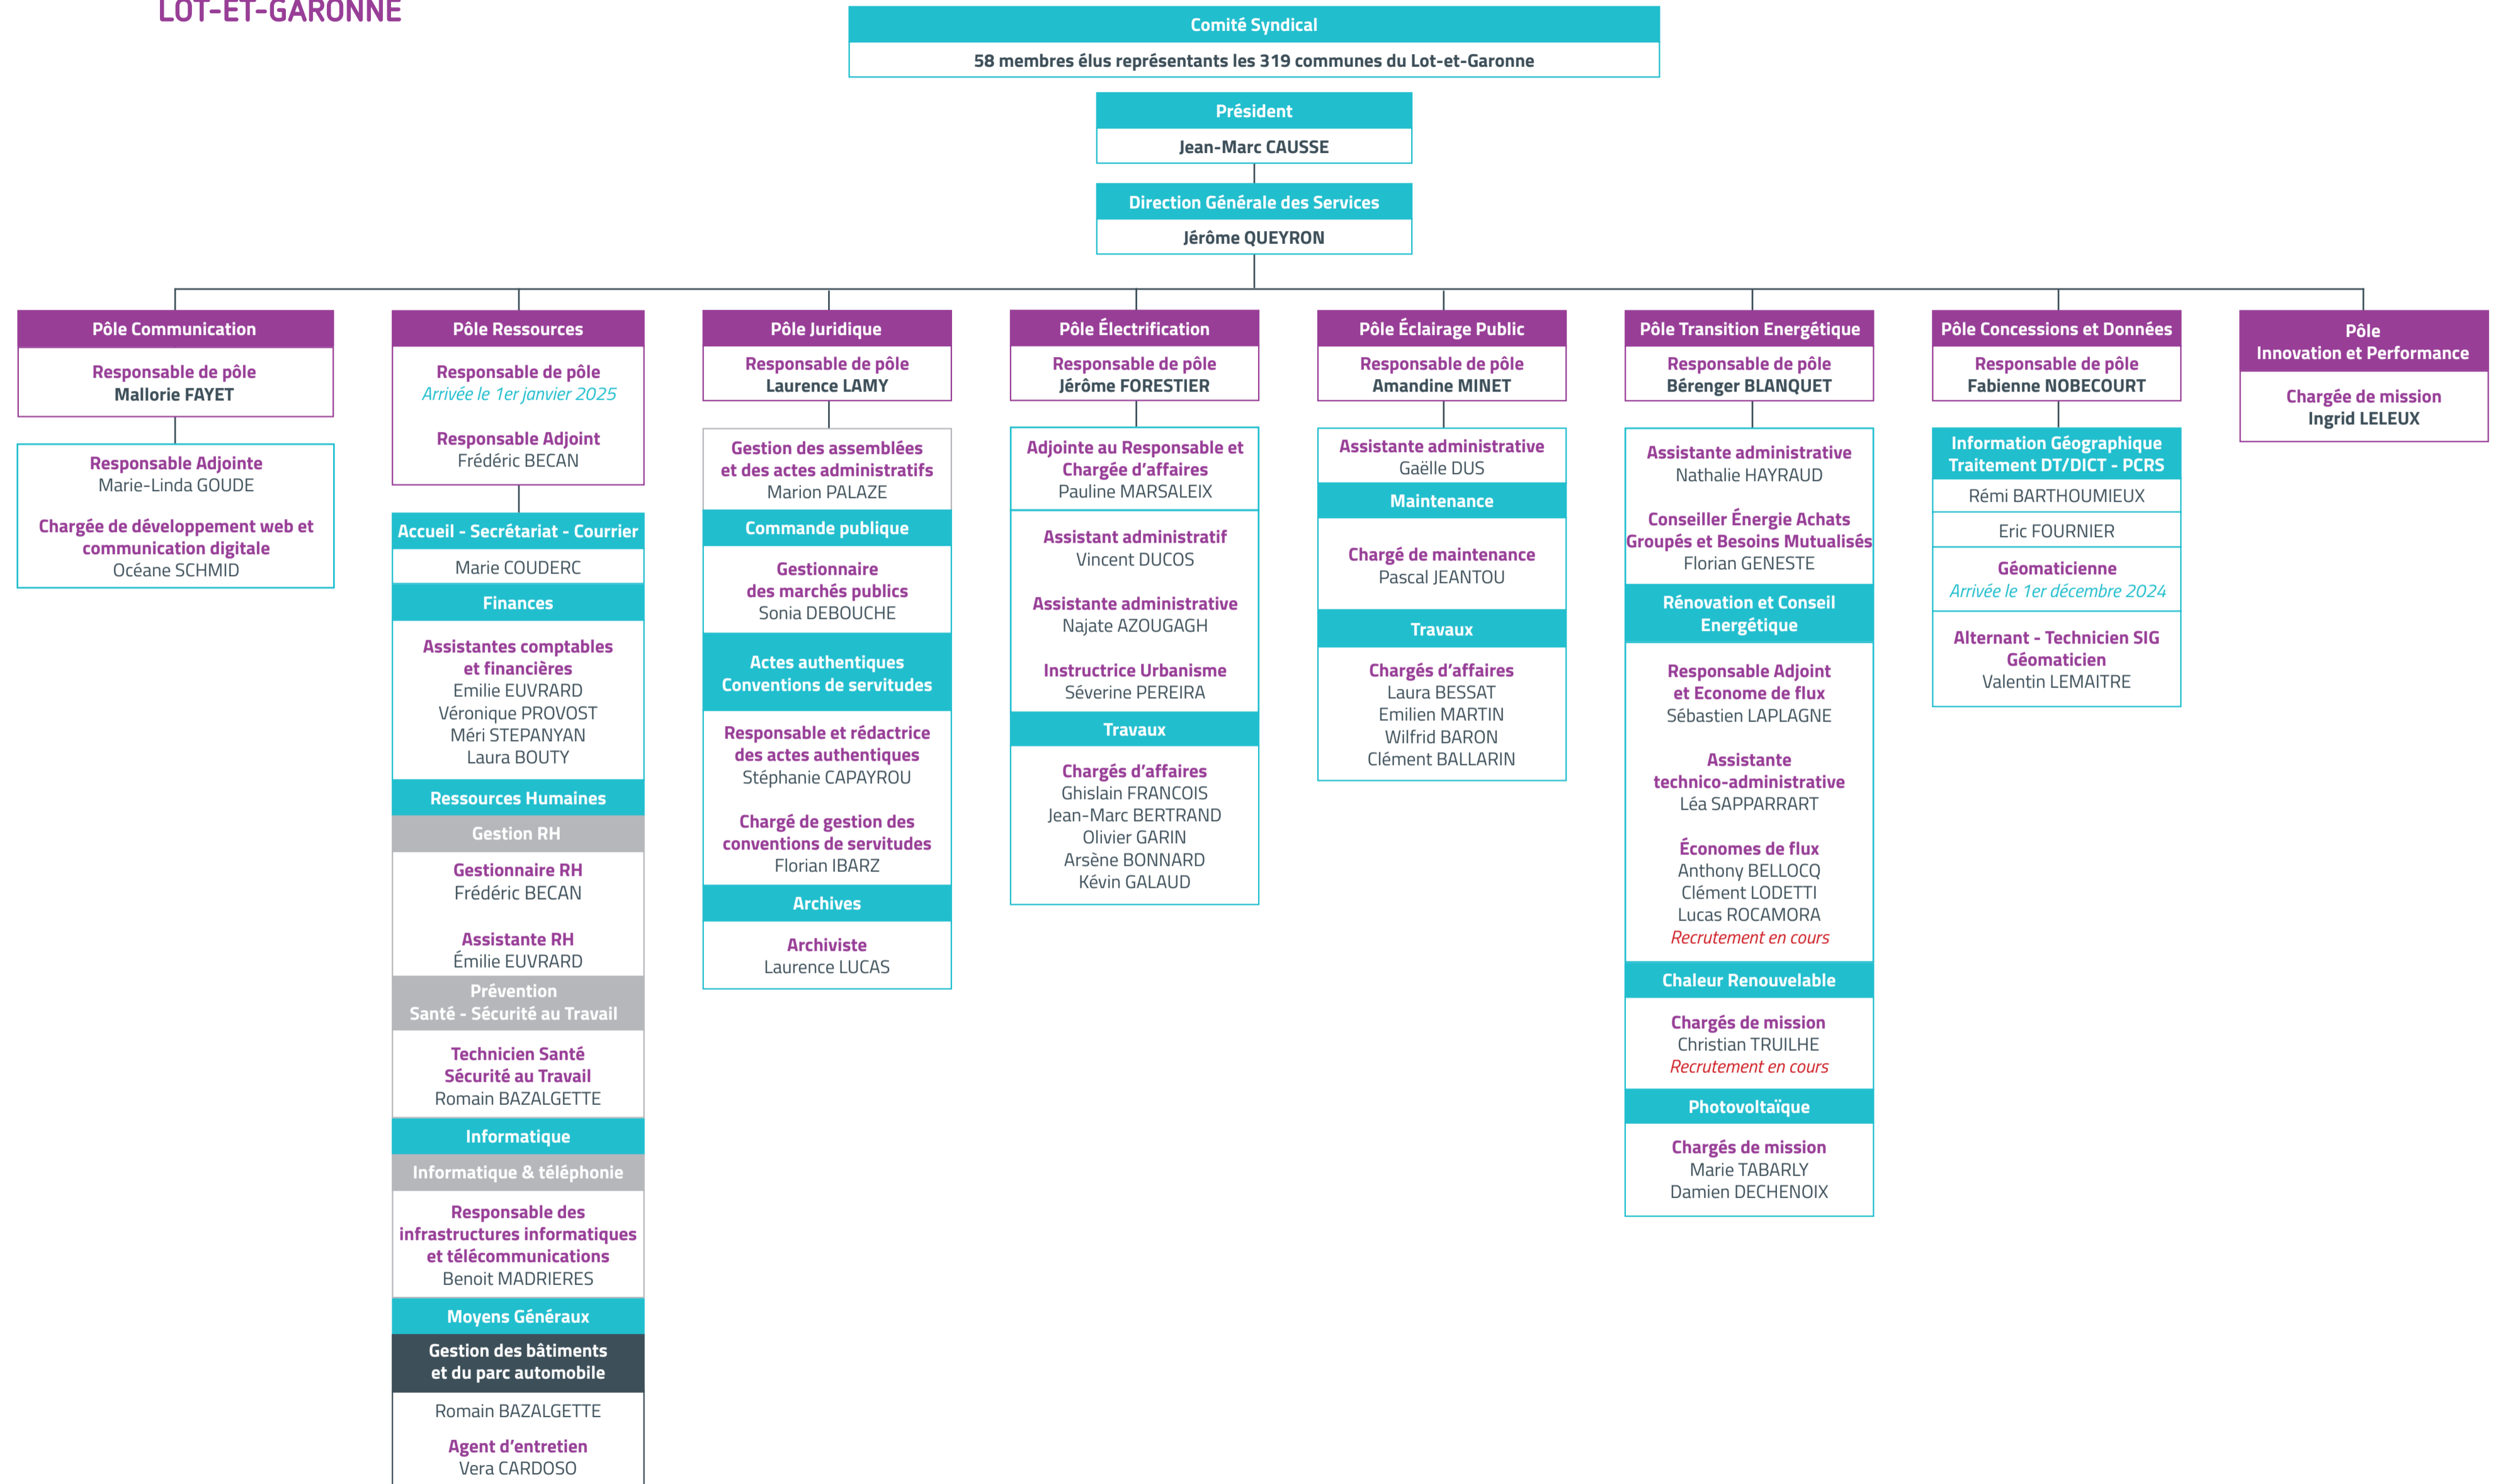 LOT-ET-GARONNE
Comité Syndical
58 membres élus représentants les 319 communes du Lot-et-Garonne
Président
Jean-Marc CAUSSE
Direction Générale des Services
Jérôme QUEYRON
Pôle Communication
Responsable de pôle
Mallorie FAYET
Responsable Adjointe
Marie-Linda GOUDE
Chargée de développement web et
communication digitale
Océane SCHMID
Pôle Ressources
Responsable de pôle
Arrivée le 1er janvier 2025
Responsable Adjoint
Frédéric BECAN
Accueil - Secrétariat - Courrier
Marie COUDERC
Finances
Assistantes comptables
et financières
Emilie EUVRARD
Véronique PROVOST
Méri STEPANYAN
Laura BOUTY
Ressources Humaines
Gestion RH
Gestionnaire RH
Frédéric BECAN
Assistante RH
Émilie EUVRARD
Prévention
Santé - Sécurité au Travail
Technicien Santé
Sécurité au Travail
Romain BAZALGETTE
Informatique
Informatique & téléphonie
Responsable des
infrastructures informatiques
et télécommunications
Benoit MADRIERES
Moyens Généraux
Gestion des bâtiments
et du parc automobile
Romain BAZALGETTE
Agent d'entretien
Vera CARDOSO
Pôle Juridique
Responsable de pôle
Laurence LAMY
Gestion des assemblées
et des actes administratifs
Marion PALAZE
Commande publique
Gestionnaire
des marchés publics
Sonia DEBOUCHE
Actes authentiques
Conventions de servitudes
Responsable et rédactrice
des actes authentiques
Stéphanie CAPAYROU
Chargé de gestion des
conventions de servitudes
Florian IBARZ
Archives
Archiviste
Laurence LUCAS
Pôle Électrification
Responsable de pôle
Jérôme FORESTIER
Adjointe au Responsable et
Chargée d'affaires
Pauline MARSALEIX
Assistant administratif
Vincent DUCOS
Assistante administrative
Najate AZOUGAGH
Instructrice Urbanisme
Séverine PEREIRA
Travaux
Chargés d'affaires
Ghislain FRANCOIS
Jean-Marc BERTRAND
Olivier GARIN
Arsène BONNARD
Kévin GALAUD
Pôle Éclairage Public
Responsable de pôle
Amandine MINET
Assistante administrative
Gaëlle DUS
Maintenance
Chargé de maintenance
Pascal JEANTOU
Travaux
Chargés d'affaires
Laura BESSAT
Emilien MARTIN
Wilfrid BARON
Clément BALLARIN
Pôle Transition Energétique
Responsable de pôle
Bérenger BLANQUET
Assistante administrative
Nathalie HAYRAUD
Conseiller Énergie Achats
Groupés et Besoins Mutualisés
Florian GENESTE
Rénovation et Conseil
Energétique
Responsable Adjoint
et Econome de flux
Sébastien LAPLAGNE
Assistante
technico-administrative
Léa SAPPARRART
Économes de flux
Anthony BELLOCQ
Clément LODETTI
Lucas ROCAMORA
Recrutement en cours
Chaleur Renouvelable
Chargés de mission
Christian TRUILHE
Recrutement en cours
Photovoltaïque
Chargés de mission
Marie TABARLY
Damien DECHENOIX
Pôle Concessions et Données
Responsable de pôle
Fabienne NOBECOURT
Information Géographique
Traitement DT/DICT - PCRS
Rémi BARTHOUMIEUX
Eric FOURNIER
Géomaticienne
Arrivée le 1er décembre 2024
Alternant - Technicien SIG
Géomaticien
Valentin LEMAITRE
Pôle
Innovation et Performance
Chargée de mission
Ingrid LELEUX